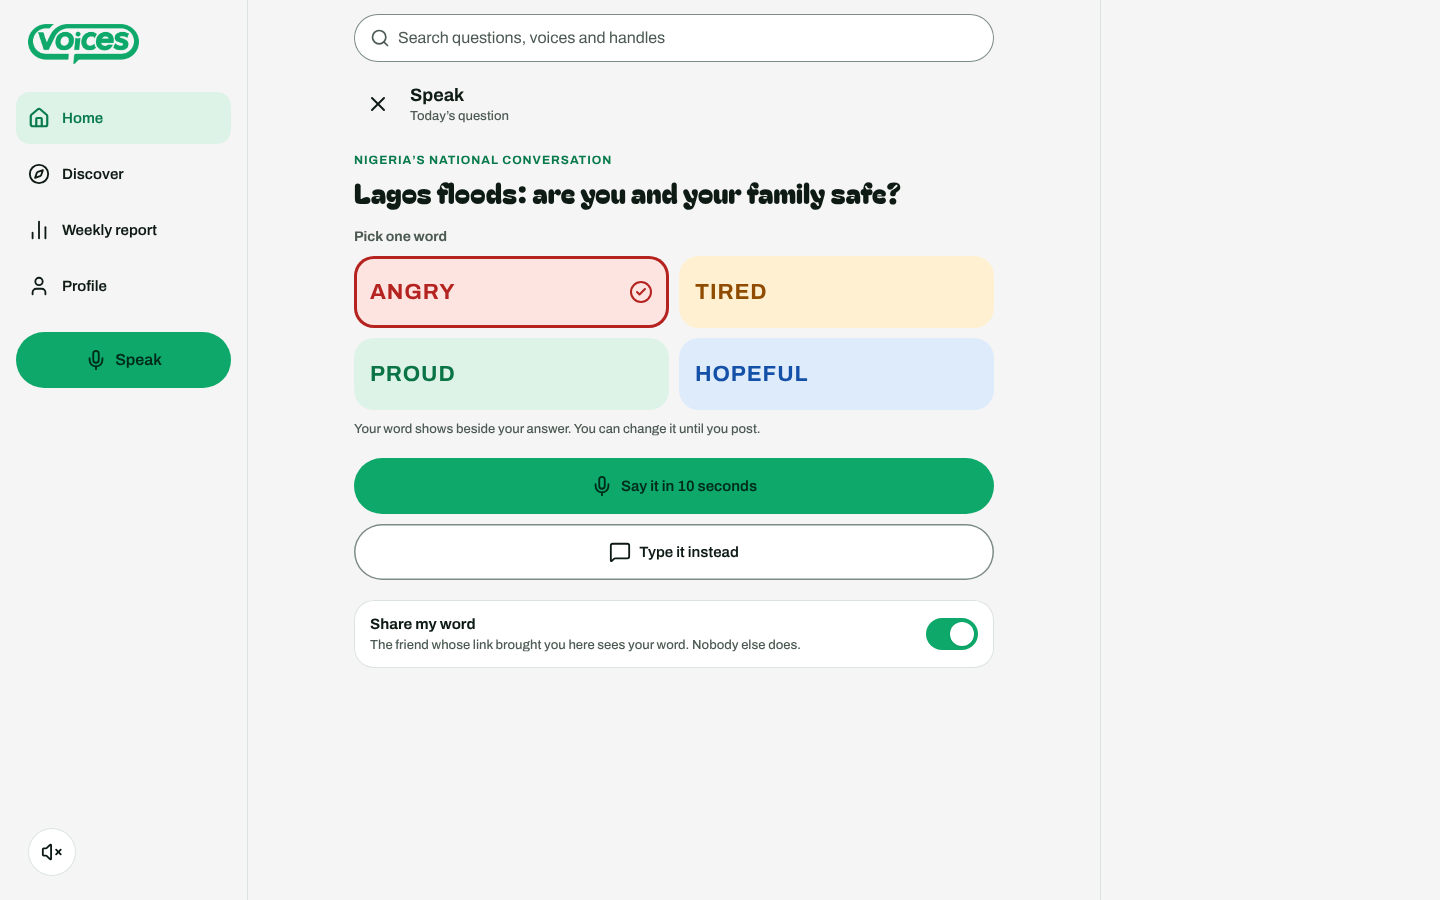 Voices
Home
Discover
Weekly report
Profile
Speak
Search questions, voices and handles
Speak
Today's question
NIGERIA'S NATIONAL CONVERSATION
Lagos floods: are you and your family safe?
Pick one word
ANGRY
TIRED
PROUD
HOPEFUL
Your word shows beside your answer. You can change it until you post.
Say it in 10 seconds
Type it instead
Share my word
The friend whose link brought you here sees your word. Nobody else does.